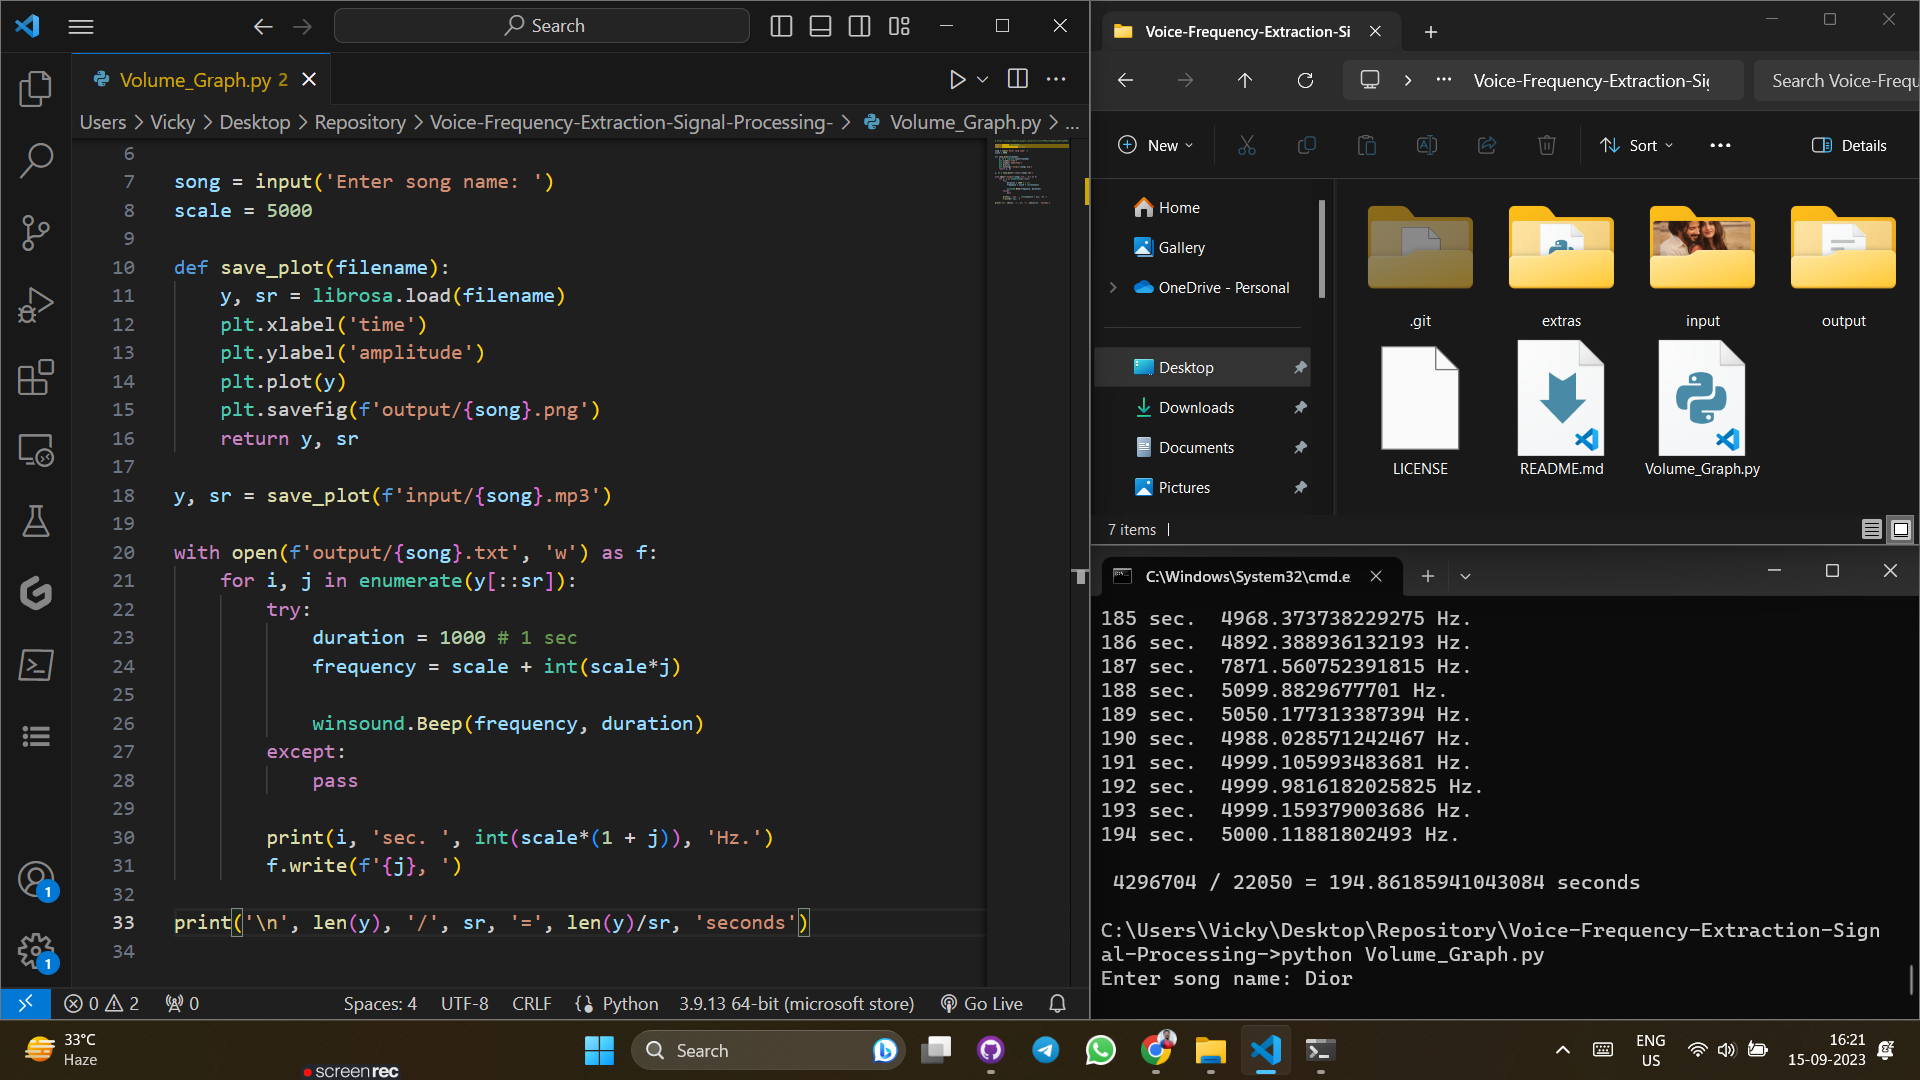 Search
Volume_Graph.py 2
Users > Vicky > Desktop > Repository > Voice-Frequency-Extraction-Signal-Processing- > Volume_Graph.py > ...
6
7 song = input('Enter song name: ')
8 scale = 5000
9
10 def save_plot(filename):
11 y, sr = librosa.load(filename)
12 plt.xlabel('time')
13 plt.ylabel('amplitude')
14 plt.plot(y)
15 plt.savefig(f'output/{song}.png')
16 return y, sr
17
18 y, sr = save_plot(f'input/{song}.mp3')
19
20 with open(f'output/{song}.txt', 'w') as f:
21 for i, j in enumerate(y[::sr]):
22 try:
23 duration = 1000 # 1 sec
24 frequency = scale + int(scale*j)
25
26 winsound.Beep(frequency, duration)
27 except:
28 pass
29
30 print(i, 'sec. ', int(scale*(1 + j)), 'Hz.')
31 f.write(f'{j}, ')
32
33 print('\n', len(y), '/', sr, '=', len(y)/sr, 'seconds')
34
1
1
0 2 0 Spaces: 4 UTF-8 CRLF Python 3.9.13 64-bit (microsoft store) Go Live
Voice-Frequency-Extraction-Si
> ... Voice-Frequency-Extraction-Sig
Search Voice-Frequ
New Sort ... Details
Home
Gallery
OneDrive - Personal
Desktop
Downloads
Documents
Pictures
.git extras input output
LICENSE README.md Volume_Graph.py
7 items
C:\Windows\System32\cmd.e
185 sec. 4968.373738229275 Hz.
186 sec. 4892.388936132193 Hz.
187 sec. 7871.560752391815 Hz.
188 sec. 5099.8829677701 Hz.
189 sec. 5050.177313387394 Hz.
190 sec. 4988.028571242467 Hz.
191 sec. 4999.105993483681 Hz.
192 sec. 4999.9816182025825 Hz.
193 sec. 4999.159379003686 Hz.
194 sec. 5000.11881802493 Hz.
4296704 / 22050 = 194.86185941043084 seconds
C:\Users\Vicky\Desktop\Repository\Voice-Frequency-Extraction-Sign
al-Processing->python Volume_Graph.py
Enter song name: Dior
33°C
Haze
screenrec
Search
ENG
US
16:21
15-09-2023